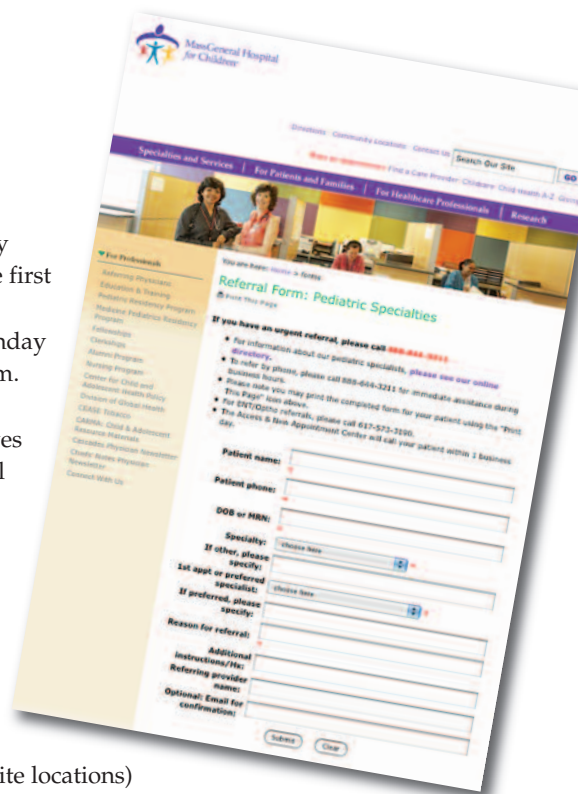 MassGeneral Hospital
for Children
Directions Community Locations Contact Us
Search Our Site
GO
Find a Care Provider
Specialties and Services | For Patients and Families | For Healthcare Professionals | Research
y
e first
nday
m.
es
l
For Professionals
Referring Physicians
Education & Training
Pediatric Residency Program
Medicine Pediatrics Residency
Program
Fellowships
Clerkships
Alumni Program
Nursing Program
Center for Child and
Adolescent Health Policy
Division of Global Health
CEASE Tobacco
Child & Adolescent
Resource Materials
Physician Newsletter
Notes Physician
Newsletter
Connect With Us
You are here: Home > forms
Referral Form: Pediatric Specialties
Print This Page
If you have an urgent referral, please call
• For information about our pediatric specialists, please see our online
directory.
• To refer by phone, please call 888-644-3211 for immediate assistance during
business hours.
• Please note you may print the completed form for your patient using the "Print
This Page" icon above.
• For ENT/Optho referrals, please call
• The Access & New Appointment Center will call your patient within 1 business
day.
Patient name:
Patient phone:
DOB or MRN:
Specialty:
choose here
If other, please
specify:
1st appt or preferred
specialist:
choose here
If preferred, please
specify:
Reason for referral:
Additional
instructions/Hx:
Referring provider
name:
Optional: Email for
confirmation:
Submit
Clear
ite locations)